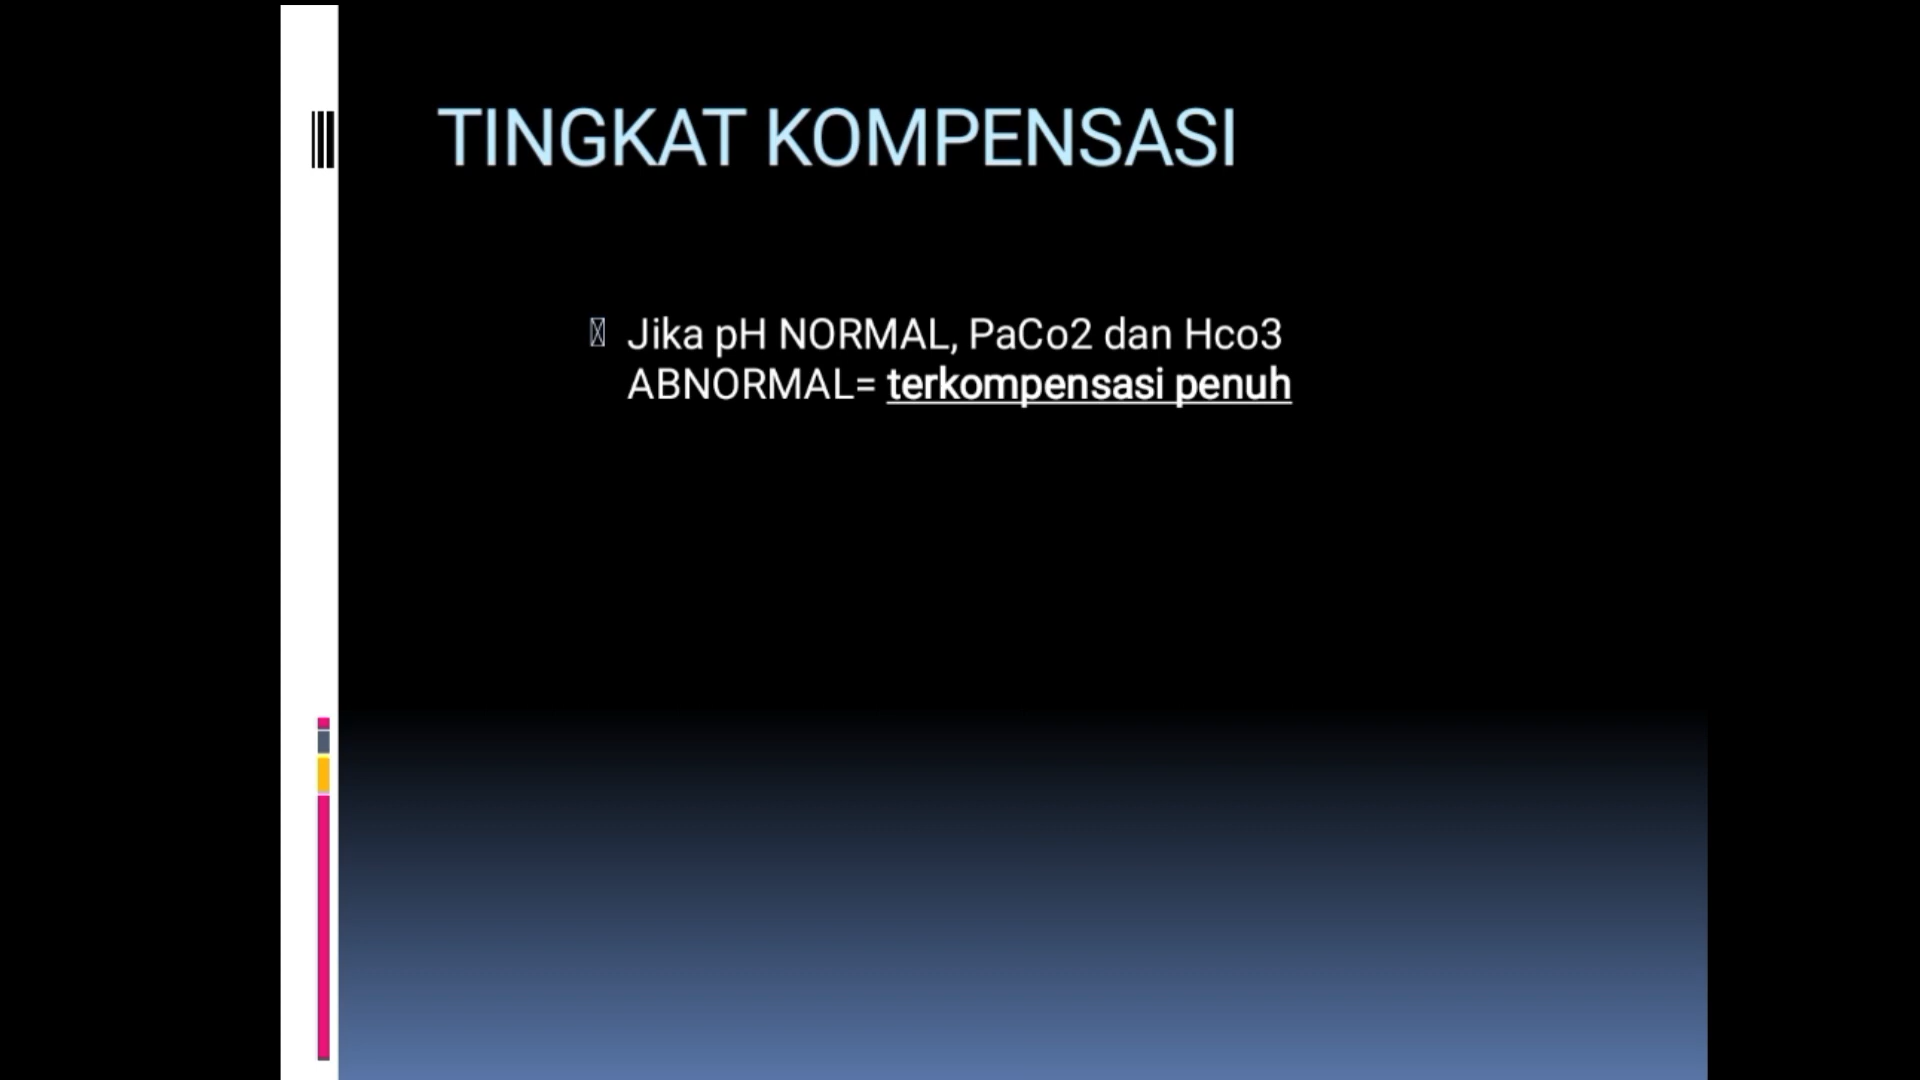 TINGKAT KOMPENSASI
Jika pH NORMAL, PaCo2 dan Hco3
ABNORMAL= terkompensasi penuh